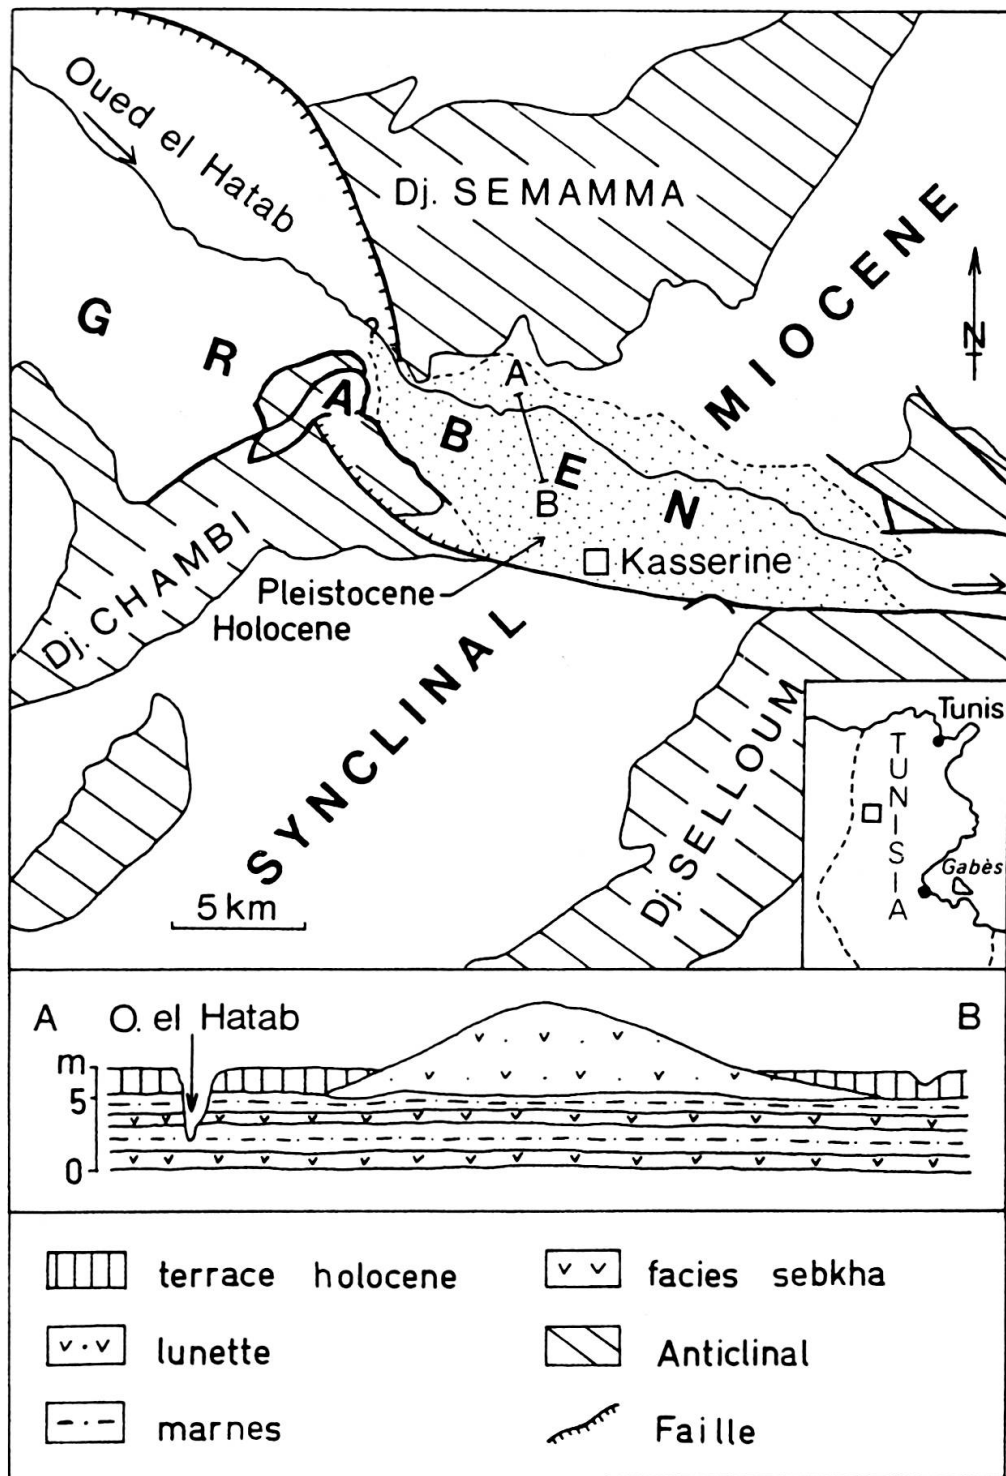 Oued el Hatab
Dj. SEMAMMA
MIOCENE
N
GRABEN
A
B
Kasserine
Pleistocene
Holocene
Dj. CHAMBI
SYNCLINAL
Dj. SELLOUM
5 km
Tunis
TUNISIA
Gabès
A O. el Hatab B
m
5
0
terrace holocene
facies sebkha
lunette
Anticlinal
marnes
Faille